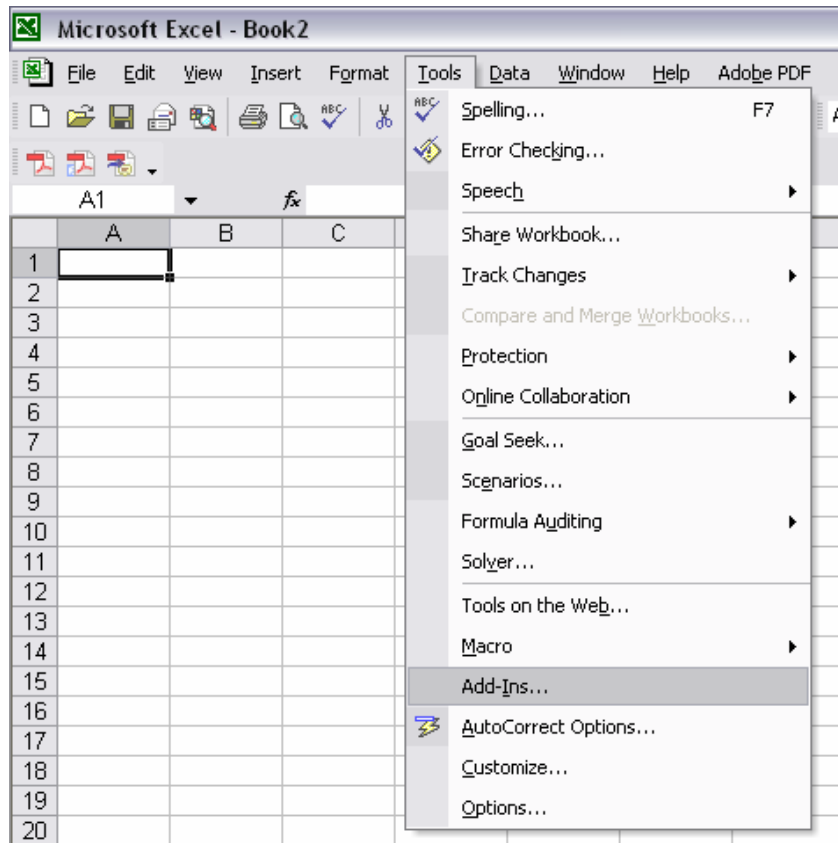 Microsoft Excel - Book2
File Edit View Insert Format Tools Data Window Help Adobe PDF
ABC ABC Spelling... F7
Error Checking...
Speech
A1 fx
Share Workbook...
A B C
Track Changes
Compare and Merge Workbooks...
Protection
Online Collaboration
Goal Seek...
Scenarios...
Formula Auditing
Solver...
Tools on the Web...
Macro
Add-Ins...
AutoCorrect Options...
Customize...
Options...
1
2
3
4
5
6
7
8
9
10
11
12
13
14
15
16
17
18
19
20